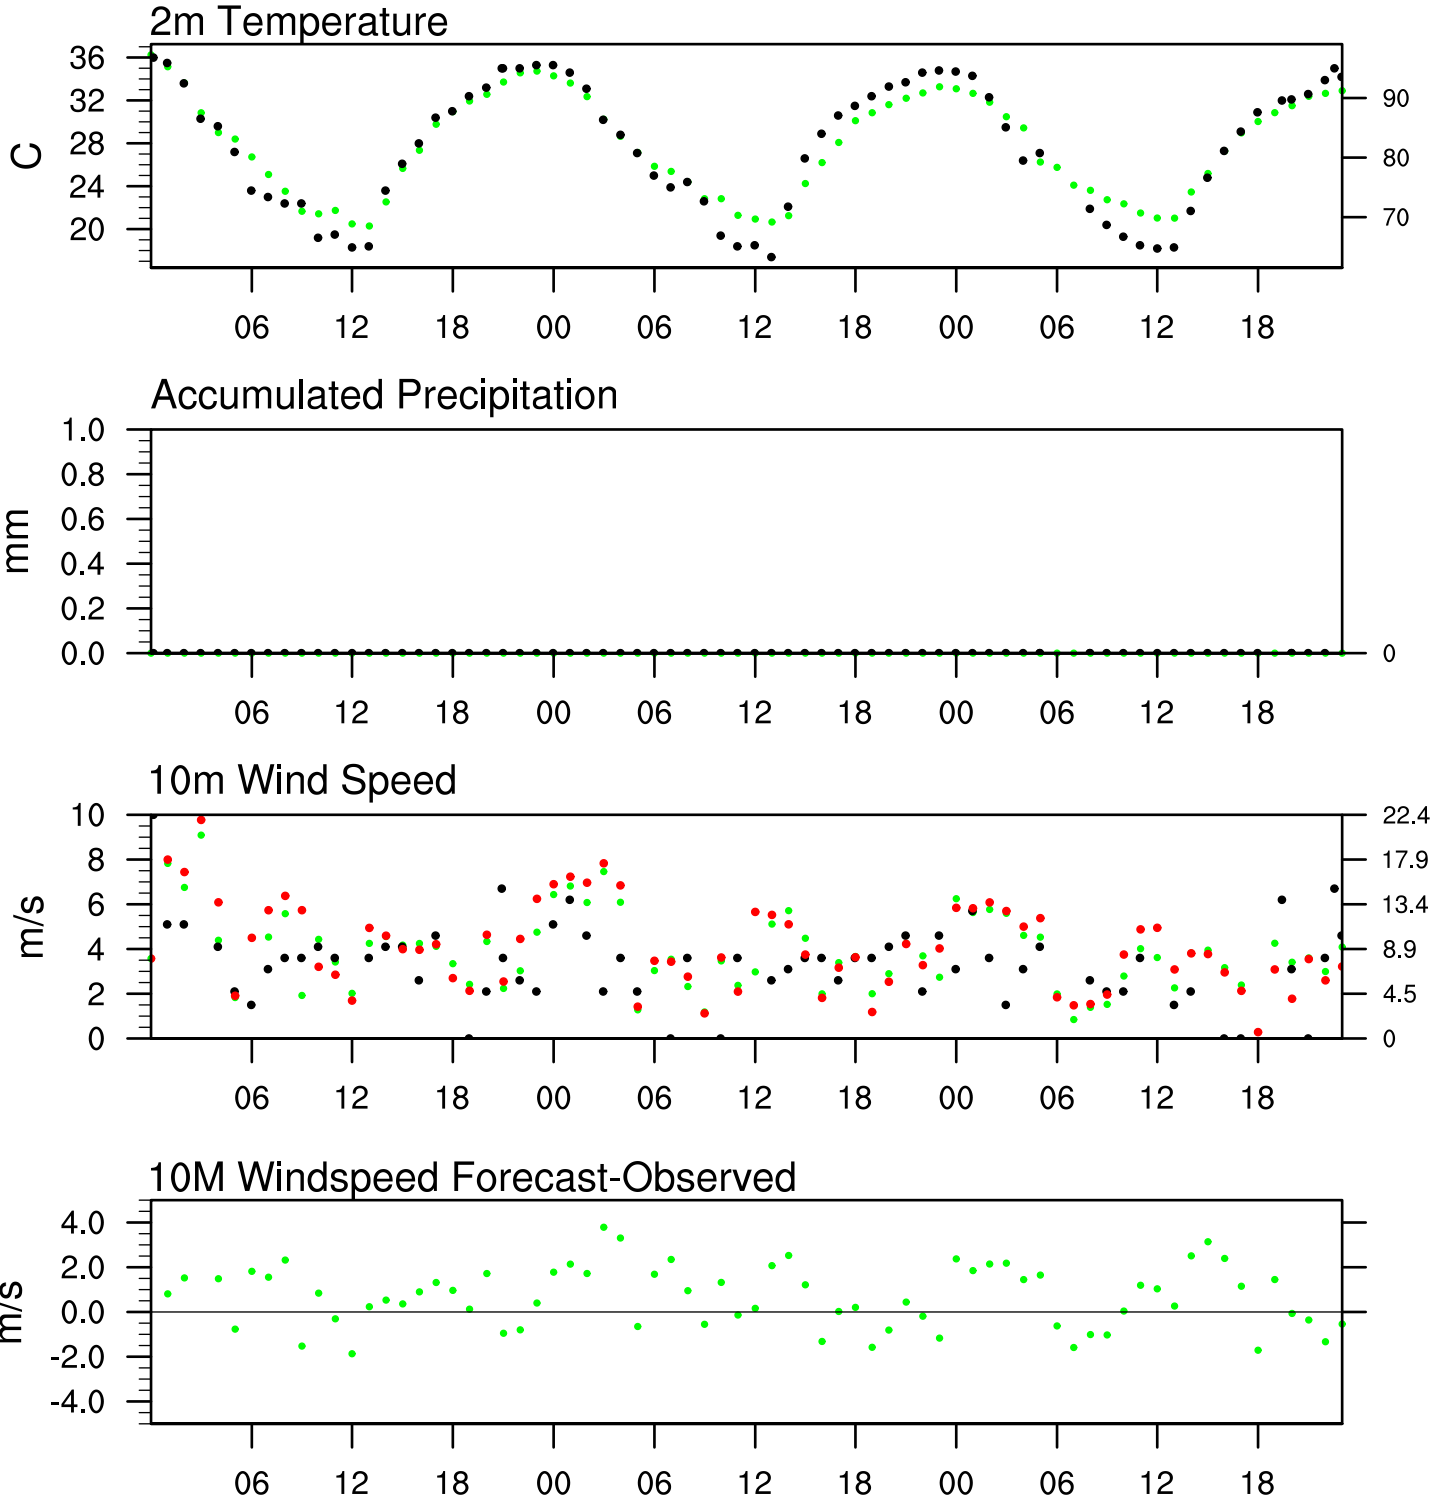 2m Temperature
36
32
28
24
20
C
90
80
70
06 12 18 00 06 12 18 00 06 12 18
Accumulated Precipitation
1.0
0.8
0.6
0.4
0.2
0.0
mm
0
06 12 18 00 06 12 18 00 06 12 18
10m Wind Speed
10
8
6
4
2
0
m/s
22.4
17.9
13.4
8.9
4.5
0
06 12 18 00 06 12 18 00 06 12 18
10M Windspeed Forecast-Observed
4.0
2.0
0.0
-2.0
-4.0
m/s
06 12 18 00 06 12 18 00 06 12 18